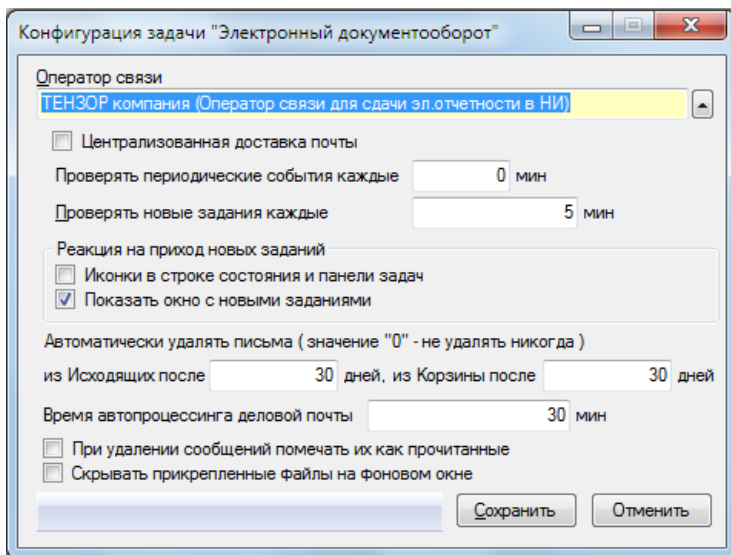 Конфигурация задачи "Электронный документооборот"
Оператор связи
ТЕНЗОР компания (Оператор связи для сдачи эл.отчетности в НИ)
Централизованная доставка почты
Проверять периодические события каждые 0 мин
Проверять новые задания каждые 5 мин
Реакция на приход новых заданий
Иконки в строке состояния и панели задач
Показать окно с новыми заданиями
Автоматически удалять письма ( значение "0" - не удалять никогда )
из Исходящих после 30 дней, из Корзины после 30 дней
Время автопроцессинга деловой почты 30 мин
При удалении сообщений помечать их как прочитанные
Скрывать прикрепленные файлы на фоновом окне
Сохранить Отменить